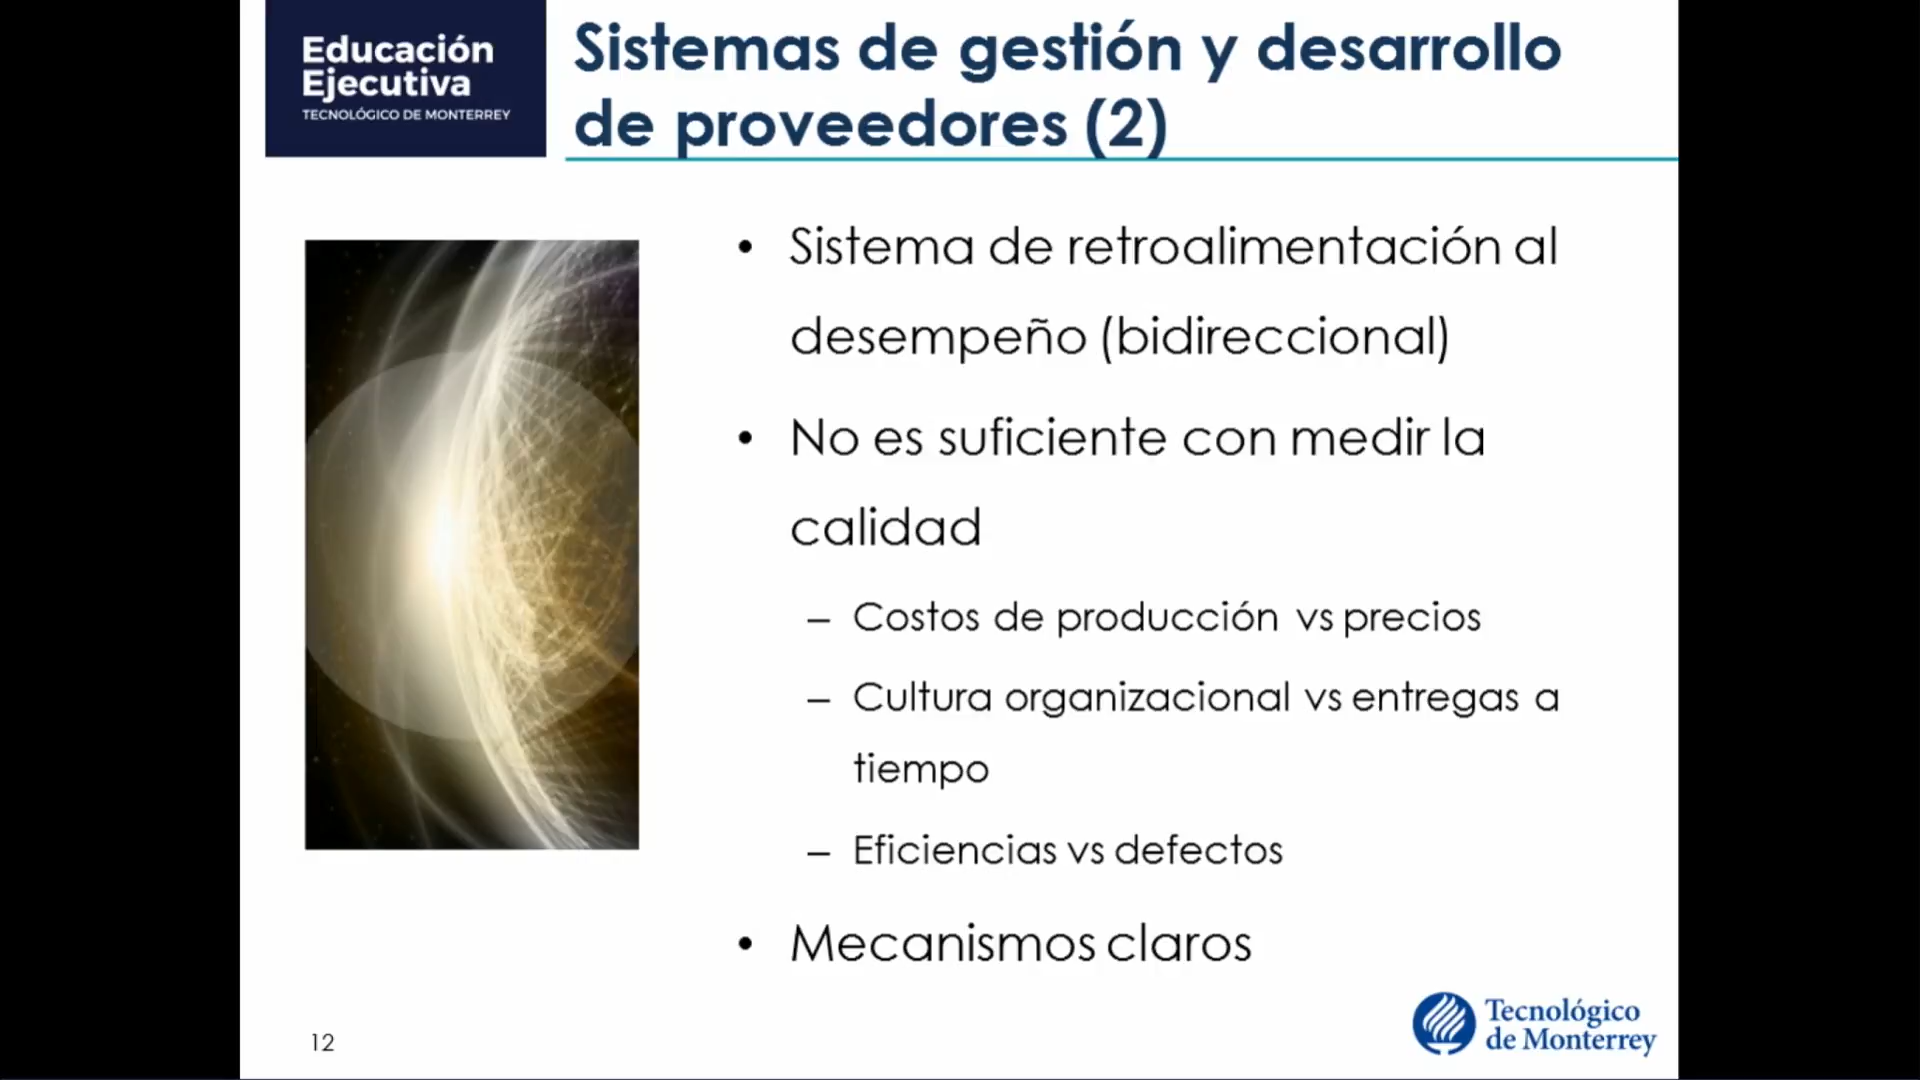 Educación
Ejecutiva
TECNOLÓGICO DE MONTERREY
Sistemas de gestión y desarrollo
de proveedores (2)
• Sistema de retroalimentación al
desempeño (bidireccional)
• No es suficiente con medir la
calidad
– Costos de producción vs precios
– Cultura organizacional vs entregas a
tiempo
– Eficiencias vs defectos
• Mecanismos claros
12
Tecnológico
de Monterrey